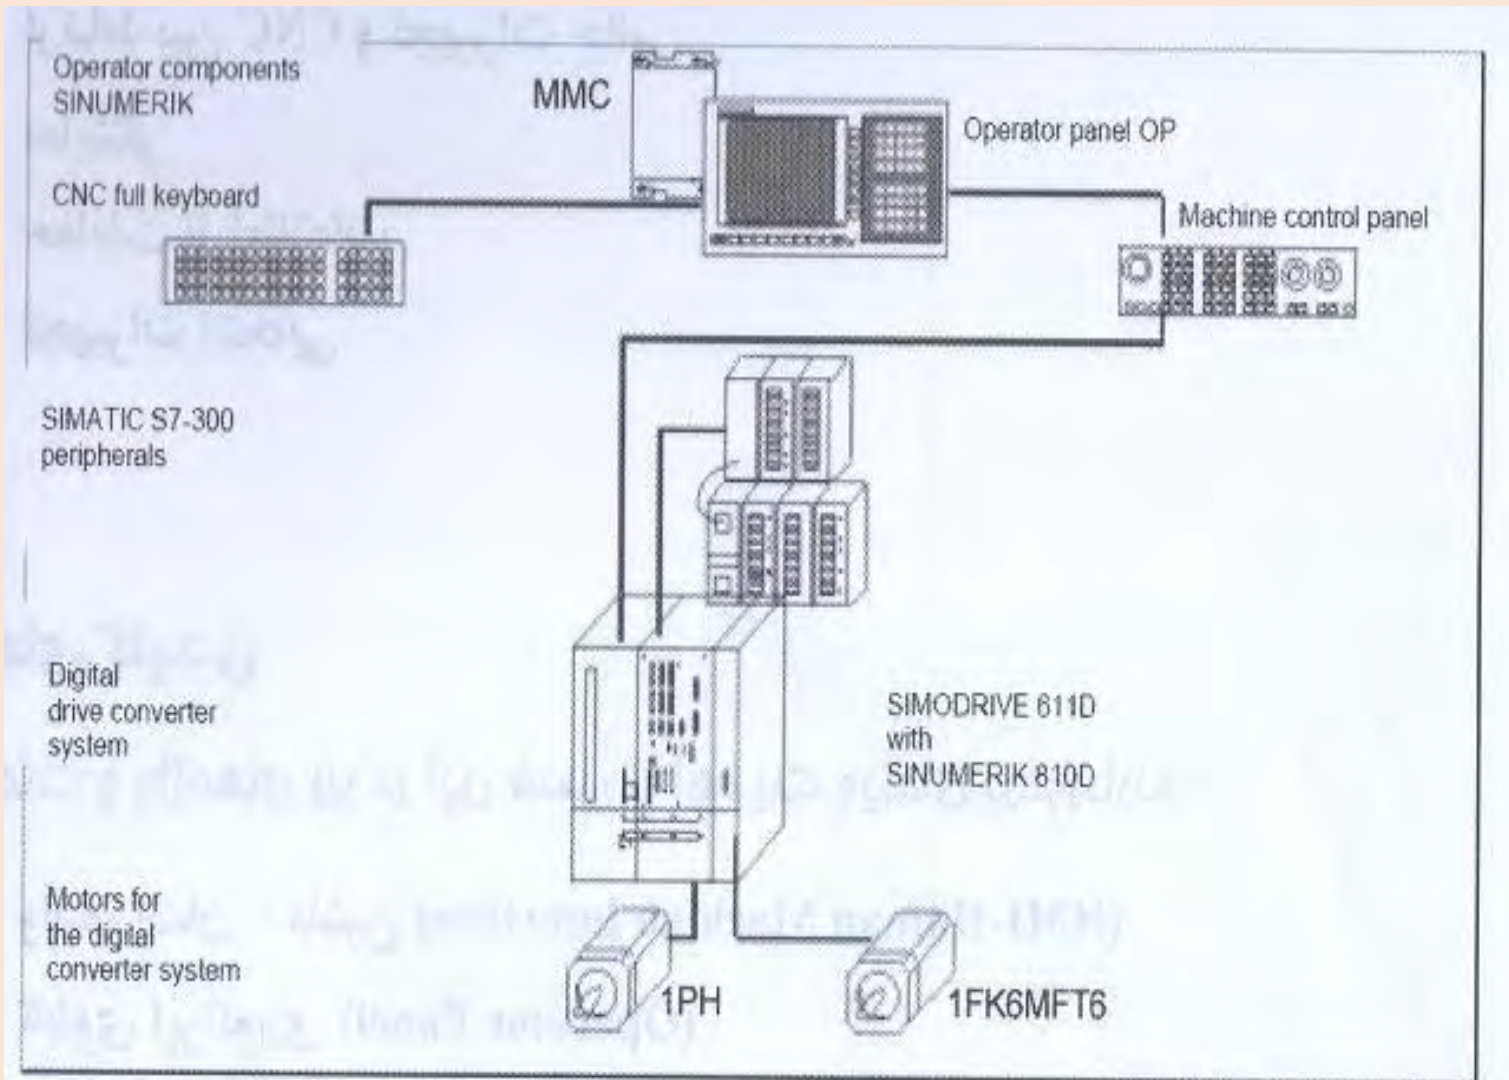 Operator components
SINUMERIK
MMC
Operator panel OP
CNC full keyboard
Machine control panel
SIMATIC S7-300
peripherals
Digital
drive converter
system
SIMODRIVE 611D
with
SINUMERIK 810D
Motors for
the digital
converter system
1PH
1FK6MFT6